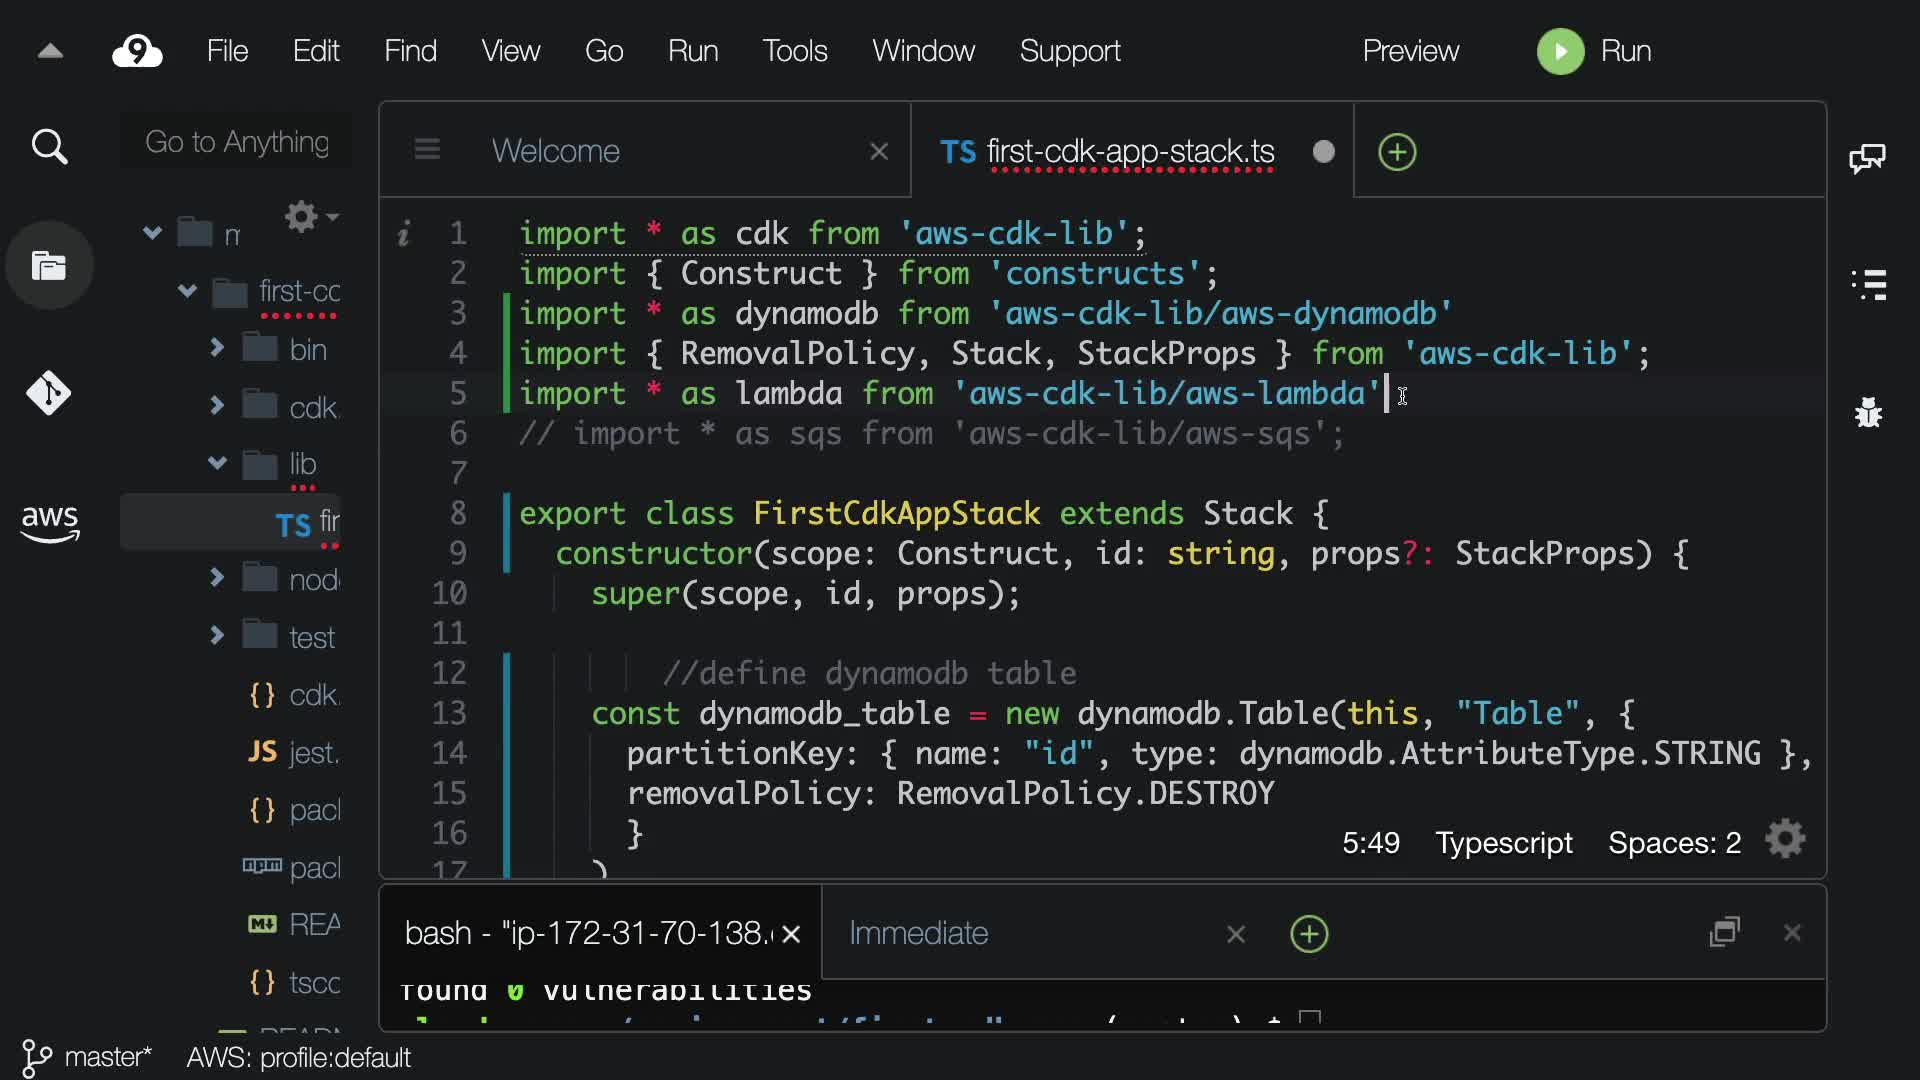 9 File Edit Find View Go Run Tools Window Support Preview Run
Go to Anything
Welcome
TS first-cdk-app-stack.ts
m
first-cc
bin
cdk.
lib
TS fir
node
test
{} cdk.
JS jest.
{} pack
npm pack
M↓ REA
{} tscc
aws
i 1 import * as cdk from 'aws-cdk-lib';
2 import { Construct } from 'constructs';
3 import * as dynamodb from 'aws-cdk-lib/aws-dynamodb'
4 import { RemovalPolicy, Stack, StackProps } from 'aws-cdk-lib';
5 import * as lambda from 'aws-cdk-lib/aws-lambda'
6 // import * as sqs from 'aws-cdk-lib/aws-sqs';
7
8 export class FirstCdkAppStack extends Stack {
9 constructor(scope: Construct, id: string, props?: StackProps) {
10 super(scope, id, props);
11
12 //define dynamodb table
13 const dynamodb_table = new dynamodb.Table(this, "Table", {
14 partitionKey: { name: "id", type: dynamodb.AttributeType.STRING },
15 removalPolicy: RemovalPolicy.DESTROY
16 }
17 )
5:49 Typescript Spaces: 2
bash - "ip-172-31-70-138.
Immediate
found 0 vulnerabilities
master* AWS: profile:default